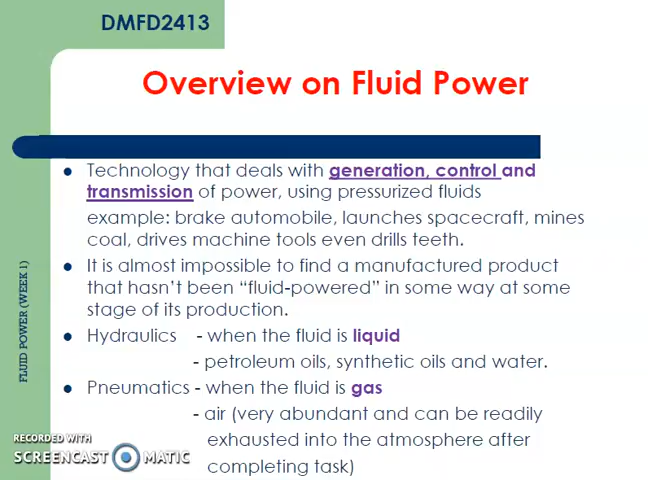 DMFD2413
Overview on Fluid Power
Technology that deals with generation, control and
transmission of power, using pressurized fluids
example: brake automobile, launches spacecraft, mines
coal, drives machine tools even drills teeth.
It is almost impossible to find a manufactured product
that hasn't been “fluid-powered” in some way at some
stage of its production.
Hydraulics - when the fluid is liquid
- petroleum oils, synthetic oils and water.
Pneumatics - when the fluid is gas
- air (very abundant and can be readily
exhausted into the atmosphere after
completing task)
FLUID POWER (WEEK 1)
RECORDED WITH
SCREENCAST MATIC